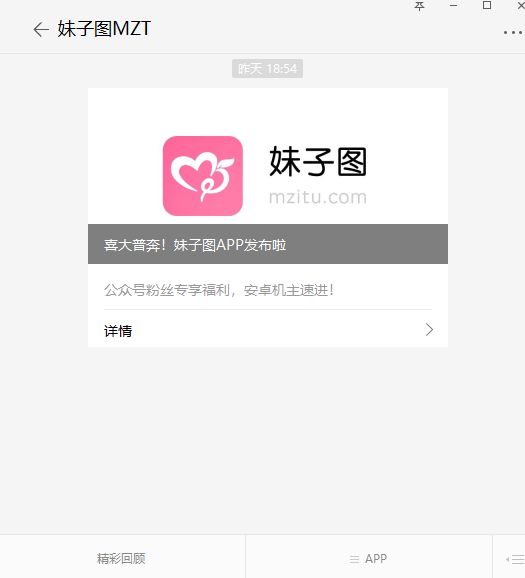 妹子图MZT
昨天 18:54
妹子图
mzitu.com
喜大普奔！妹子图APP发布啦
公众号粉丝专享福利，安卓机主速进！
详情
精彩回顾
APP